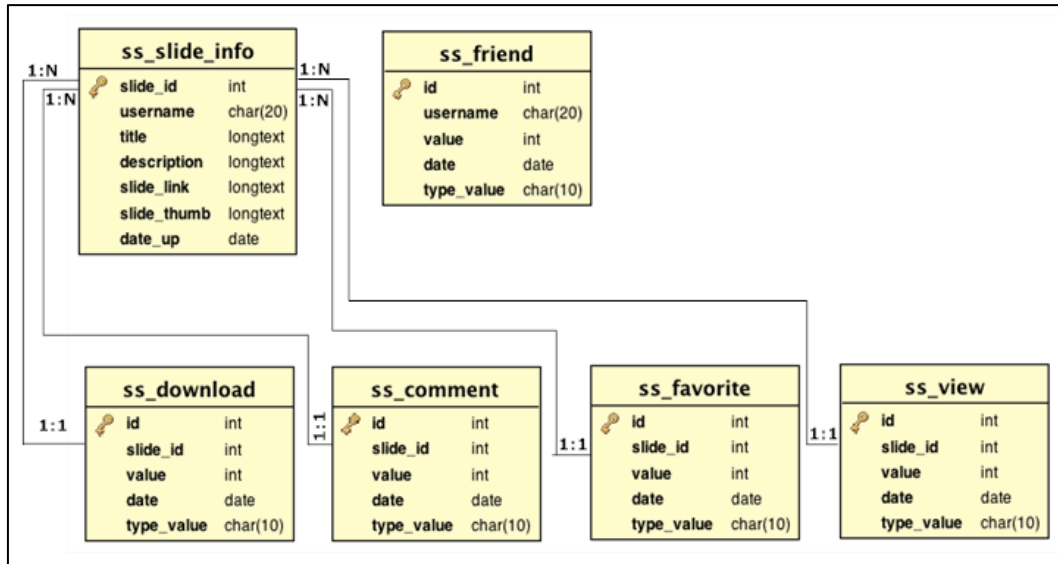 ss_slide_info
slide_id int
username char(20)
title longtext
description longtext
slide_link longtext
slide_thumb longtext
date_up date
ss_friend
id int
username char(20)
value int
date date
type_value char(10)
1:N
1:N
1:N
1:N
ss_download
id int
slide_id int
value int
date date
type_value char(10)
1:1
ss_comment
id int
slide_id int
value int
date date
type_value char(10)
1:1
ss_favorite
id int
slide_id int
value int
date date
type_value char(10)
1:1
ss_view
id int
slide_id int
value int
date date
type_value char(10)
1:1